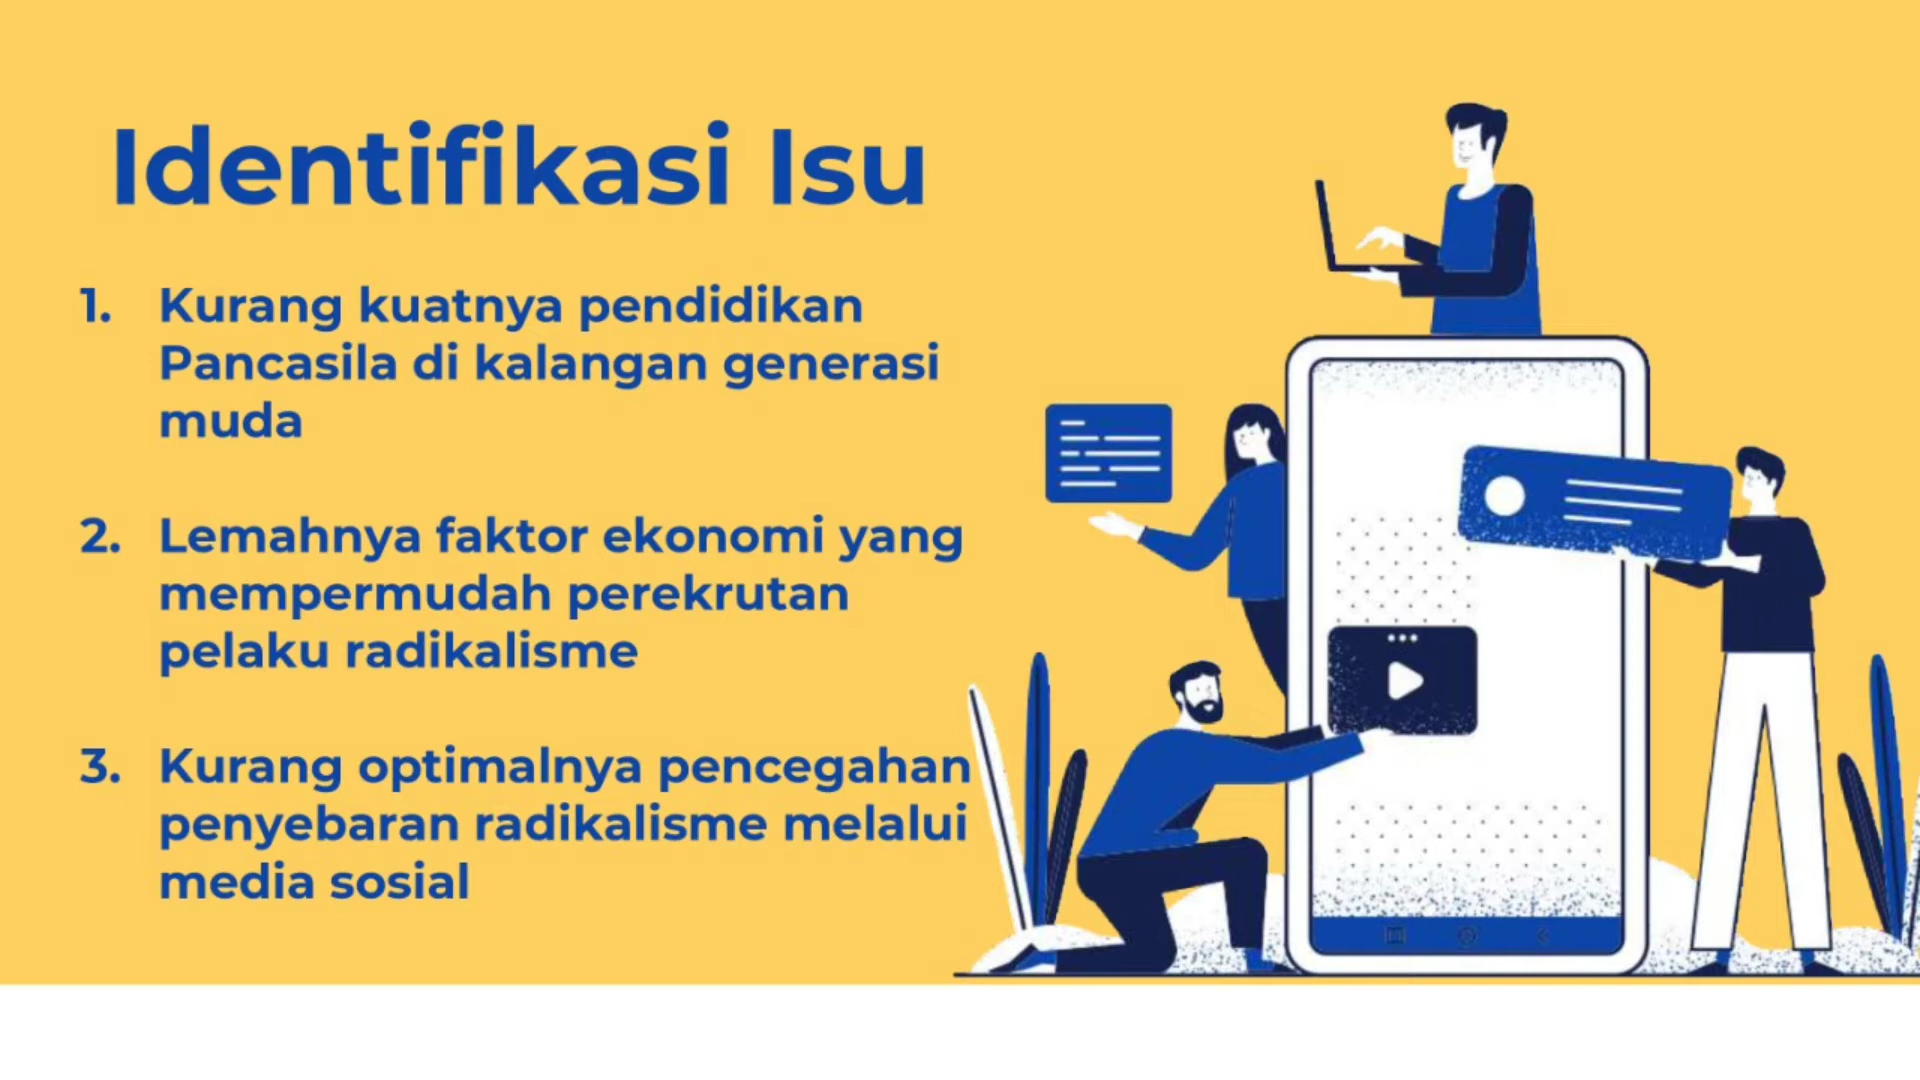 Identifikasi Isu
1. Kurang kuatnya pendidikan
Pancasila di kalangan generasi
muda
2. Lemahnya faktor ekonomi yang
mempermudah perekrutan
pelaku radikalisme
3. Kurang optimalnya pencegahan
penyebaran radikalisme melalui
media sosial